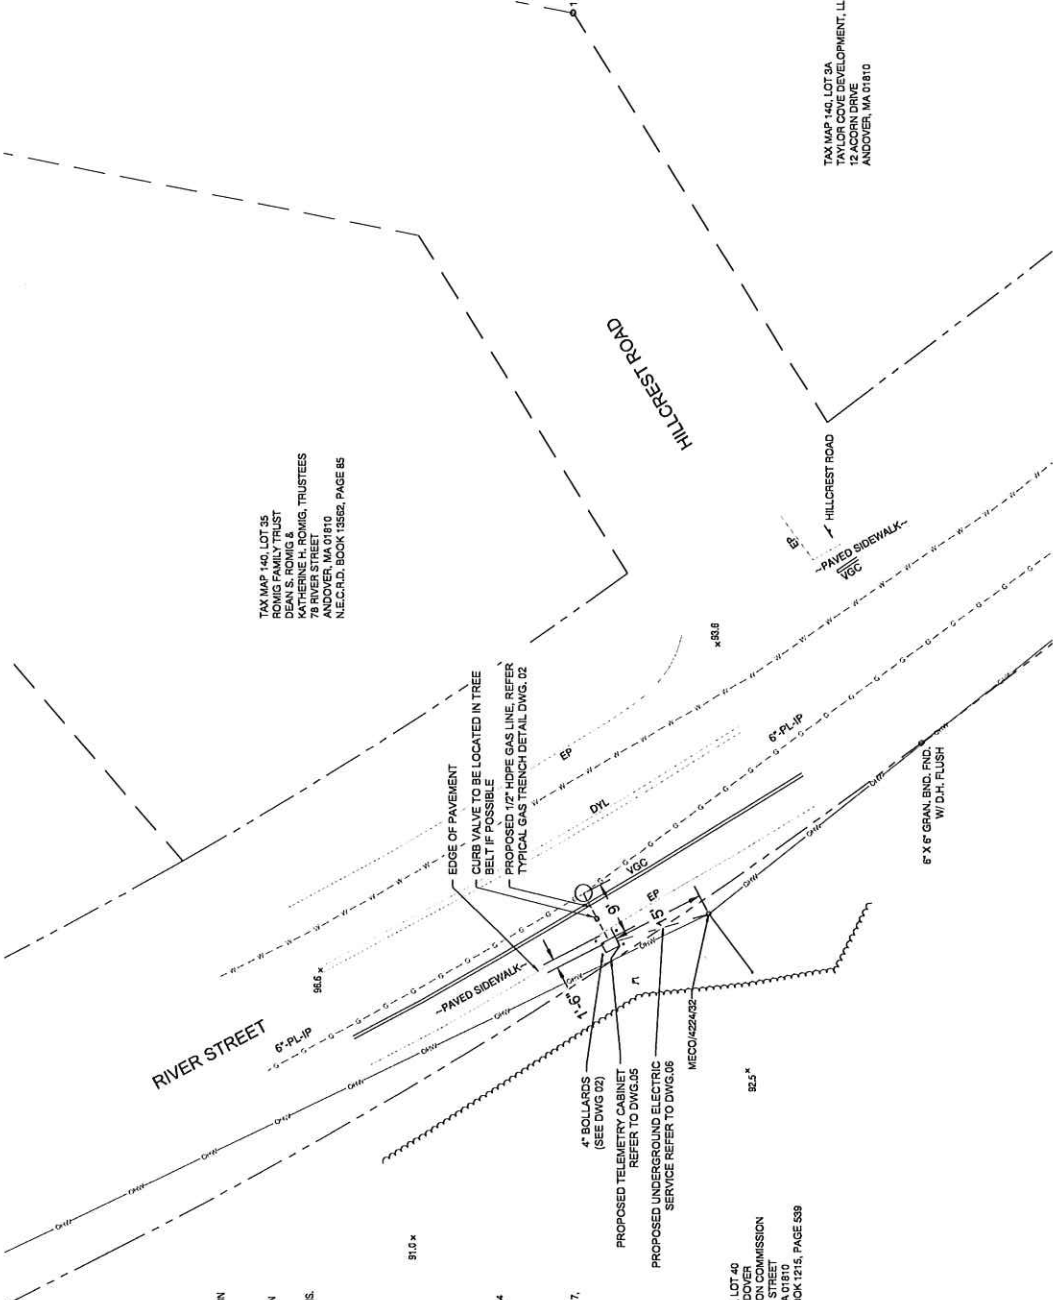 TAX MAP 140, LOT 3A
TAYLOR COVE DEVELOPMENT, LL
12 ACORN DRIVE
ANDOVER, MA 01810
HILLCREST ROAD
TAX MAP 140, LOT 35
ROMIG FAMILY TRUST
DEAN S. ROMIG &
KATHERINE H. ROMIG, TRUSTEES
78 RIVER STREET
ANDOVER, MA 01810
N.E.C.R.D. BOOK 13562, PAGE 85
HILLCREST ROAD
EP
~PAVED SIDEWALK~
VGC
x 93.8
EDGE OF PAVEMENT
CURB VALVE TO BE LOCATED IN TREE
BELT IF POSSIBLE
PROPOSED 1/2" HDPE GAS LINE, REFER
TYPICAL GAS TRENCH DETAIL DWG. 02
EP
DYL
6"-PL-IP
VGC
EP
6" X 6" GRAN. BND. FND.
W/ D.H. FLUSH
96.6 x
RIVER STREET
6"-PL-IP
~PAVED SIDEWALK~
9'
15'
1'-6"
4" BOLLARDS
(SEE DWG 02)
PROPOSED TELEMETRY CABINET
REFER TO DWG.05
PROPOSED UNDERGROUND ELECTRIC
SERVICE REFER TO DWG.06
MECO/4224/32
92.5 x
91.0 x
LOT 40
DOVER
ON COMMISSION
STREET
A 01810
OOK 1215, PAGE 539
N
N
IS.
4
7,
1